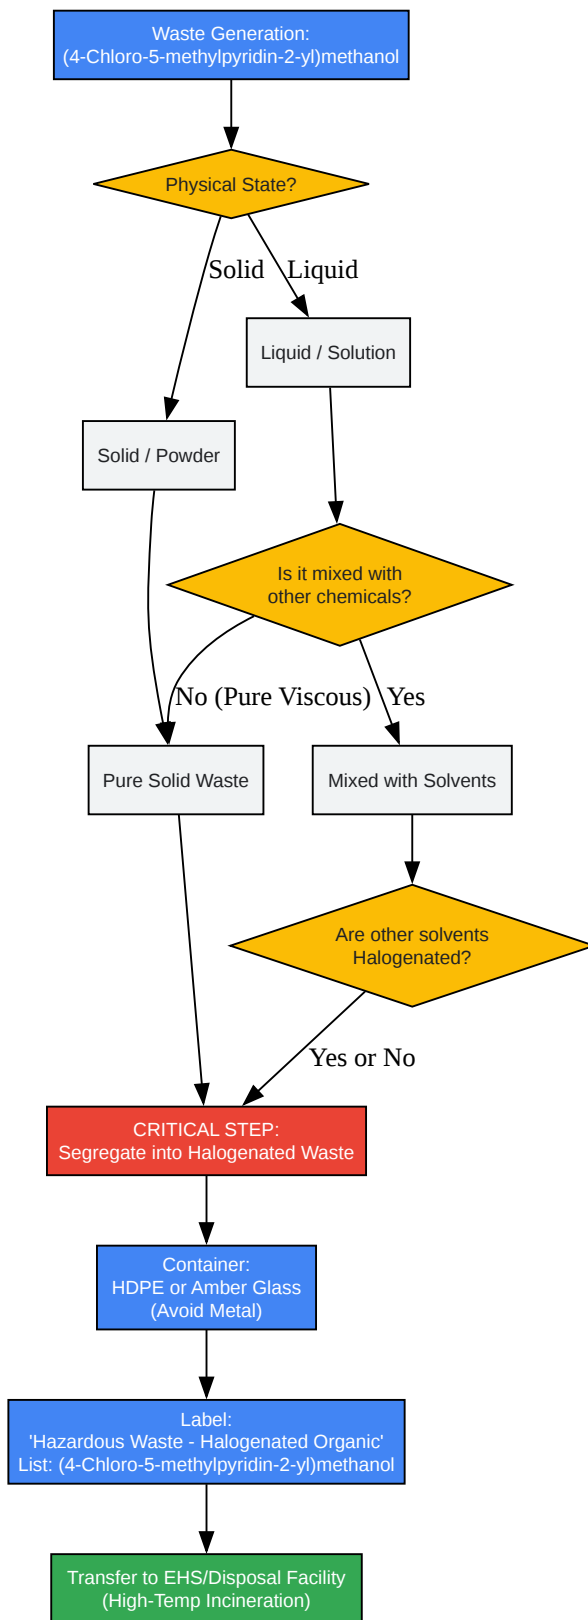 Waste Generation:
(4-Chloro-5-methylpyridin-2-yl)methanol
Physical State?
Solid
Liquid
Liquid / Solution
Solid / Powder
Is it mixed with
other chemicals?
No (Pure Viscous)
Yes
Pure Solid Waste
Mixed with Solvents
Are other solvents
Halogenated?
Yes or No
CRITICAL STEP:
Segregate into Halogenated Waste
Container:
HDPE or Amber Glass
(Avoid Metal)
Label:
'Hazardous Waste - Halogenated Organic'
List: (4-Chloro-5-methylpyridin-2-yl)methanol
Transfer to EHS/Disposal Facility
(High-Temp Incineration)